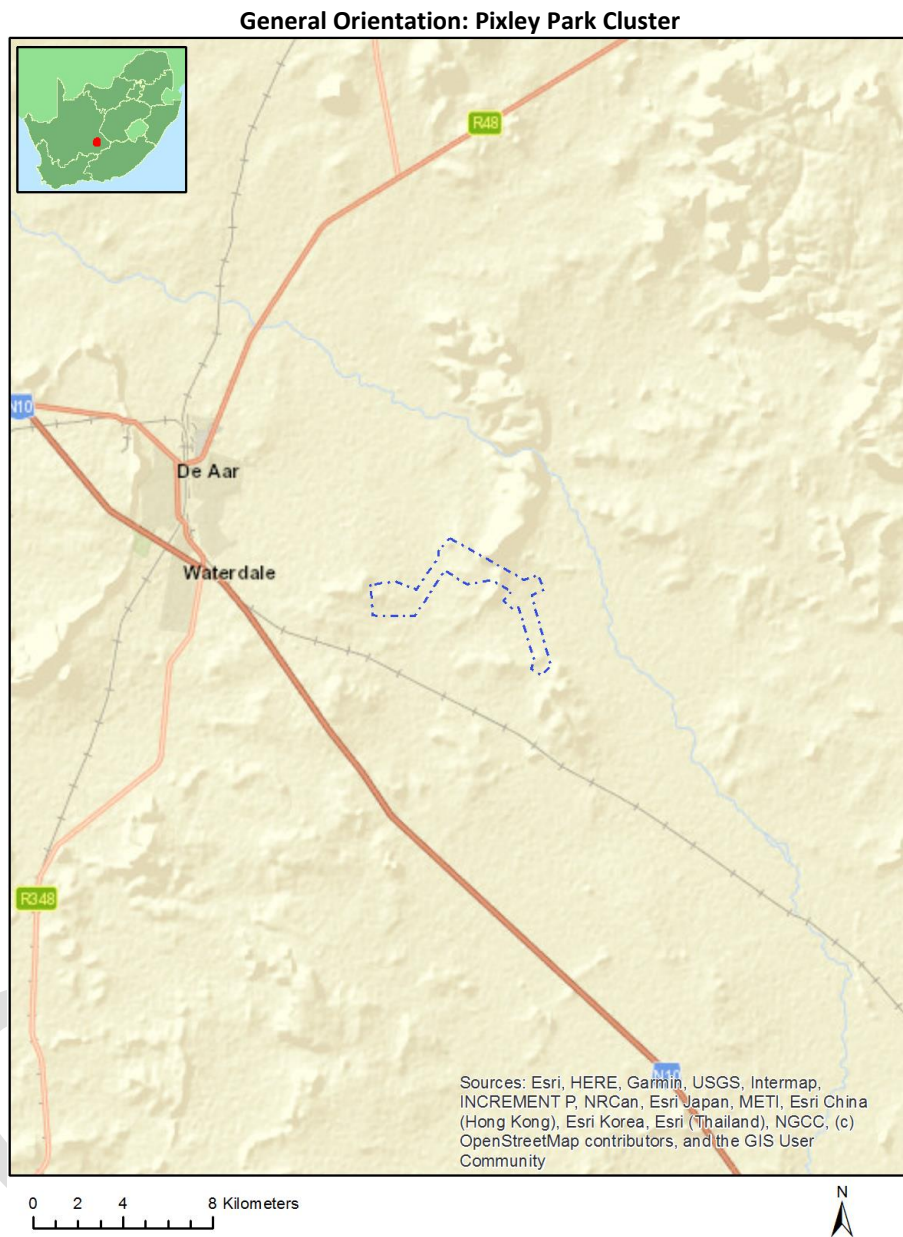 General Orientation: Pixley Park Cluster
R48
N10
De Aar
Waterdale
R348
N10
Sources: Esri, HERE, Garmin, USGS, Intermap,
INCREMENT P, NRCan, Esri Japan, METI, Esri China
(Hong Kong), Esri Korea, Esri (Thailand), NGCC, (c)
OpenStreetMap contributors, and the GIS User
Community
0 2 4 8 Kilometers
N